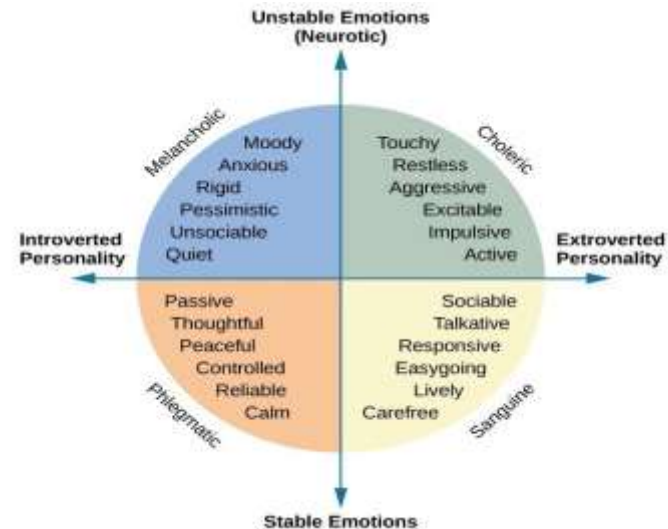 Unstable Emotions
(Neurotic)
Melancholic
Choleric
Moody
Anxious
Rigid
Pessimistic
Unsociable
Quiet
Touchy
Restless
Aggressive
Excitable
Impulsive
Active
Introverted
Personality
Extroverted
Personality
Passive
Thoughtful
Peaceful
Controlled
Reliable
Calm
Sociable
Talkative
Responsive
Easygoing
Lively
Carefree
Phlegmatic
Sanguine
Stable Emotions